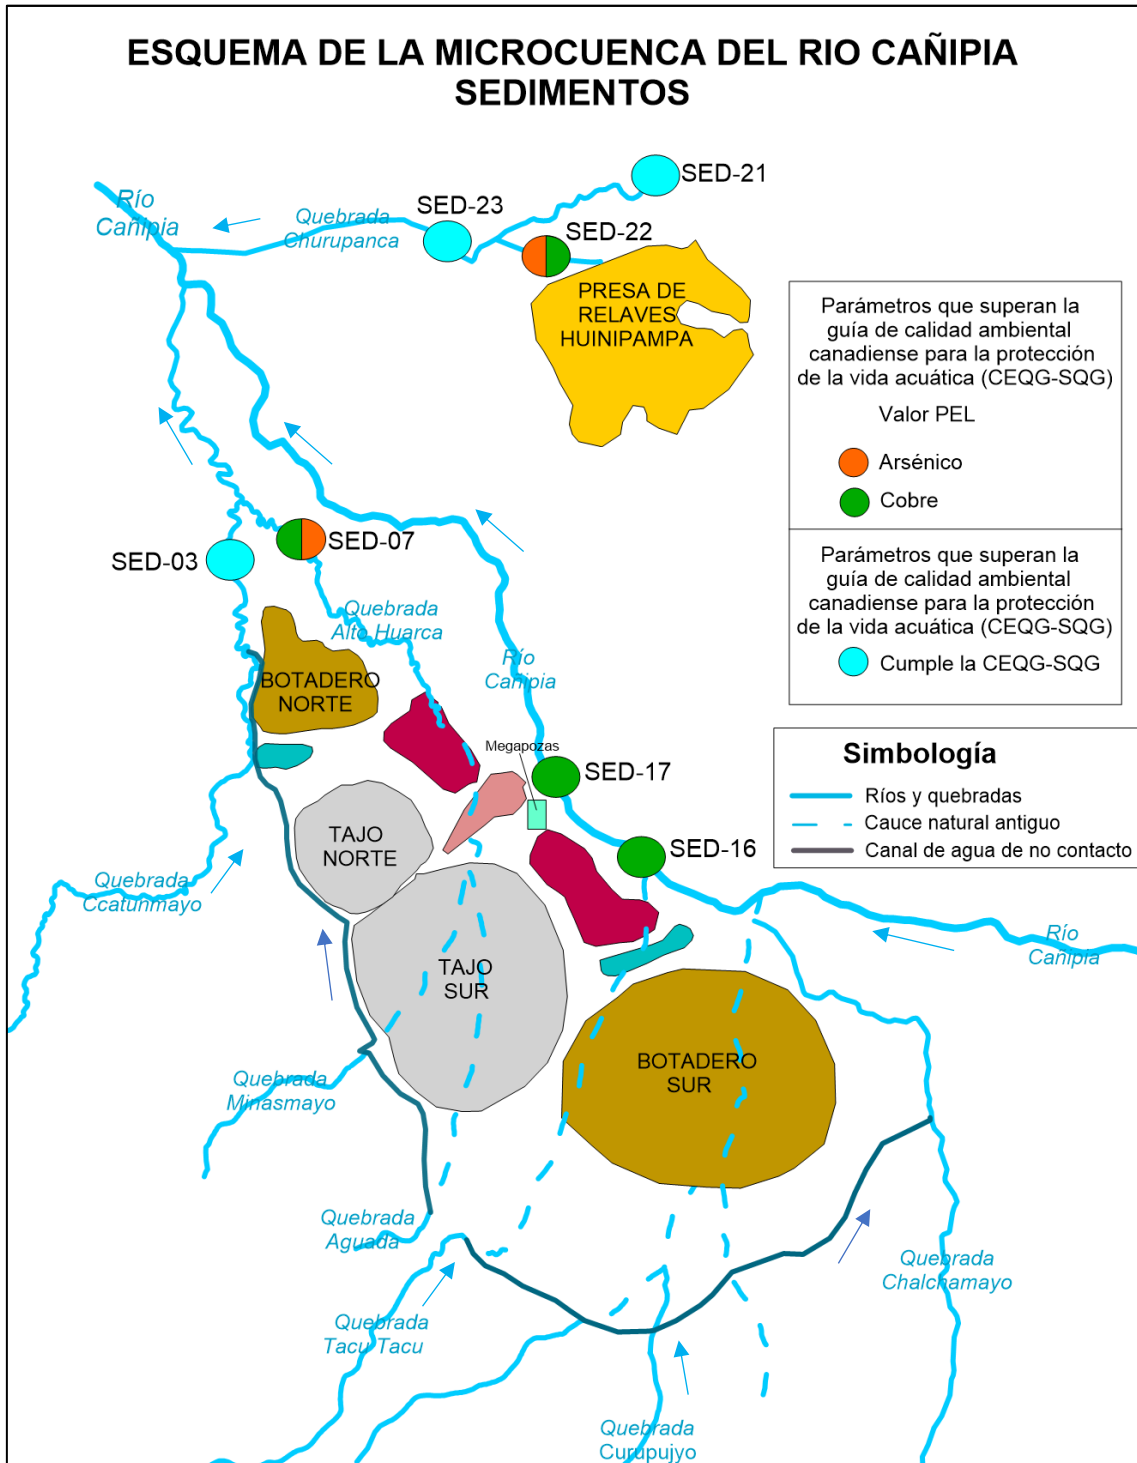 ESQUEMA DE LA MICROCUENCA DEL RIO CAÑIPIA
SEDIMENTOS
SED-21
Río
Cañipia
Quebrada
Churupanca
SED-23
SED-22
PRESA DE
RELAVES
HUINIPAMPA
Parámetros que superan la
guía de calidad ambiental
canadiense para la protección
de la vida acuática (CEQG-SQG)
Valor PEL
Arsénico
Cobre
Parámetros que superan la
guía de calidad ambiental
canadiense para la protección
de la vida acuática (CEQG-SQG)
Cumple la CEQG-SQG
SED-03
SED-07
Quebrada
Alto Huarca
Río
Cañipia
BOTADERO
NORTE
Megapozas
SED-17
SED-16
Simbología
Ríos y quebradas
Cauce natural antiguo
Canal de agua de no contacto
TAJO
NORTE
Quebrada
Ccatunmayo
TAJO
SUR
Río
Cañipia
BOTADERO
SUR
Quebrada
Minasmayo
Quebrada
Aguada
Quebrada
Chalchamayo
Quebrada
Tacu Tacu
Quebrada
Curupujyo